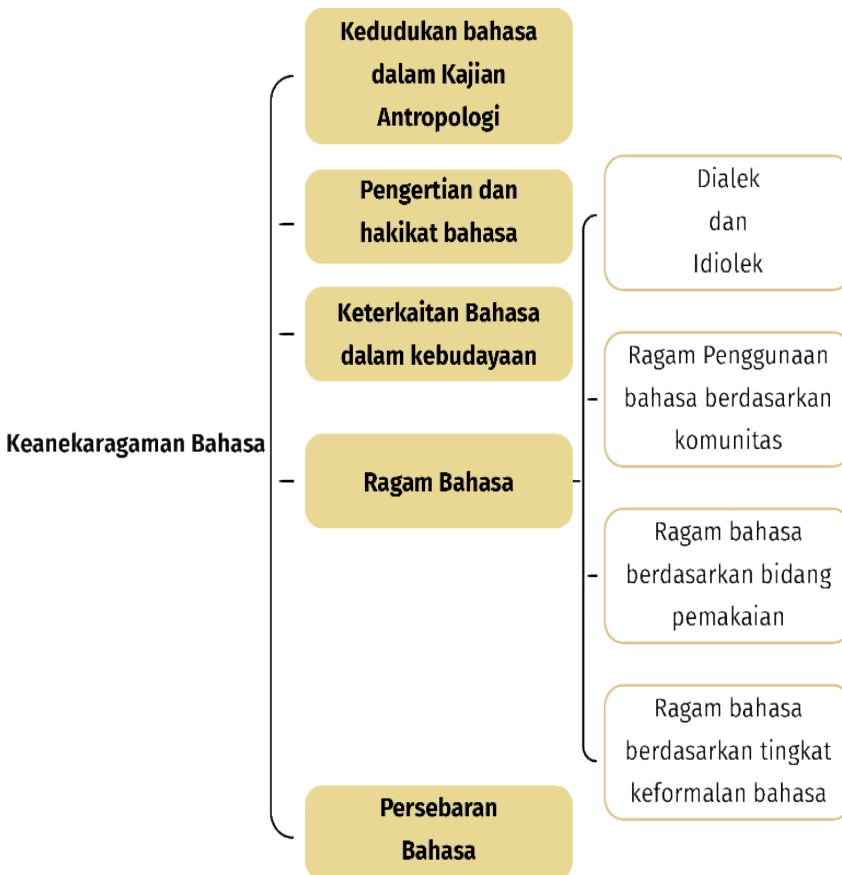 Keanekaragaman Bahasa
Kedudukan bahasa
dalam Kajian
Antropologi
Pengertian dan
hakikat bahasa
Keterkaitan Bahasa
dalam kebudayaan
Ragam Bahasa
Dialek
dan
Idiolek
Ragam Penggunaan
bahasa berdasarkan
komunitas
Ragam bahasa
berdasarkan bidang
pemakaian
Ragam bahasa
berdasarkan tingkat
keformalan bahasa
Persebaran
Bahasa